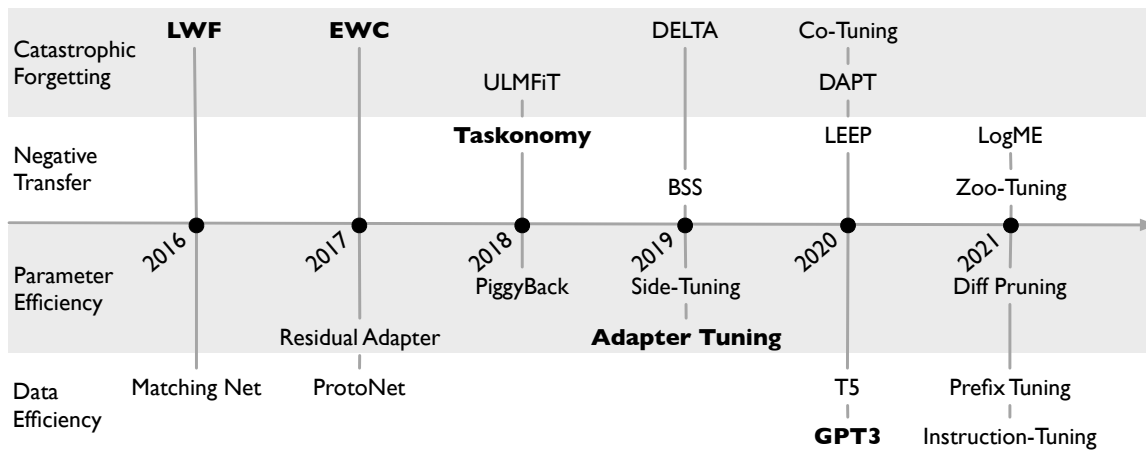 LWF
EWC
DELTA
Co-Tuning
Catastrophic
Forgetting
ULMFiT
DAPT
Taskonomy
LEEP
LogME
Negative
Transfer
BSS
Zoo-Tuning
2016
2017
2018
2019
2020
2021
Parameter
Efficiency
PiggyBack
Side-Tuning
Diff Pruning
Residual Adapter
Adapter Tuning
Data
Efficiency
Matching Net
ProtoNet
T5
Prefix Tuning
GPT3
Instruction-Tuning